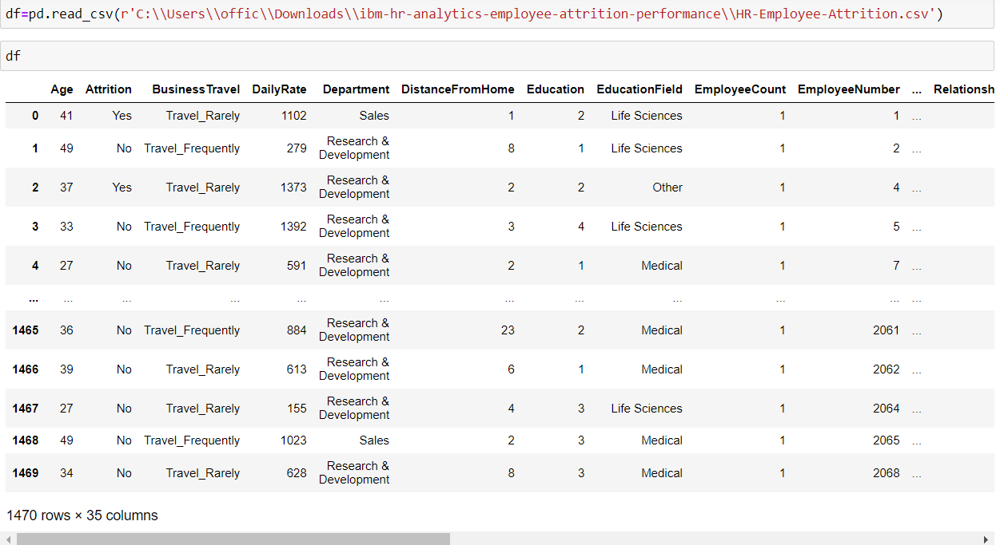 df=pd.read_csv(r'C:\\Users\\offic\\Downloads\\ibm-hr-analytics-employee-attrition-performance\\HR-Employee-Attrition.csv')
df
Age Attrition BusinessTravel DailyRate Department DistanceFromHome Education EducationField EmployeeCount EmployeeNumber ... Relationsh
0 41 Yes Travel_Rarely 1102 Sales 1 2 Life Sciences 1 1 ...
1 49 No Travel_Frequently 279 Research & Development 8 1 Life Sciences 1 2 ...
2 37 Yes Travel_Rarely 1373 Research & Development 2 2 Other 1 4 ...
3 33 No Travel_Frequently 1392 Research & Development 3 4 Life Sciences 1 5 ...
4 27 No Travel_Rarely 591 Research & Development 2 1 Medical 1 7 ...
... ... ... ... ... ... ... ... ... ... ... ...
1465 36 No Travel_Frequently 884 Research & Development 23 2 Medical 1 2061 ...
1466 39 No Travel_Rarely 613 Research & Development 6 1 Medical 1 2062 ...
1467 27 No Travel_Rarely 155 Research & Development 4 3 Life Sciences 1 2064 ...
1468 49 No Travel_Frequently 1023 Sales 2 3 Medical 1 2065 ...
1469 34 No Travel_Rarely 628 Research & Development 8 3 Medical 1 2068 ...
1470 rows × 35 columns